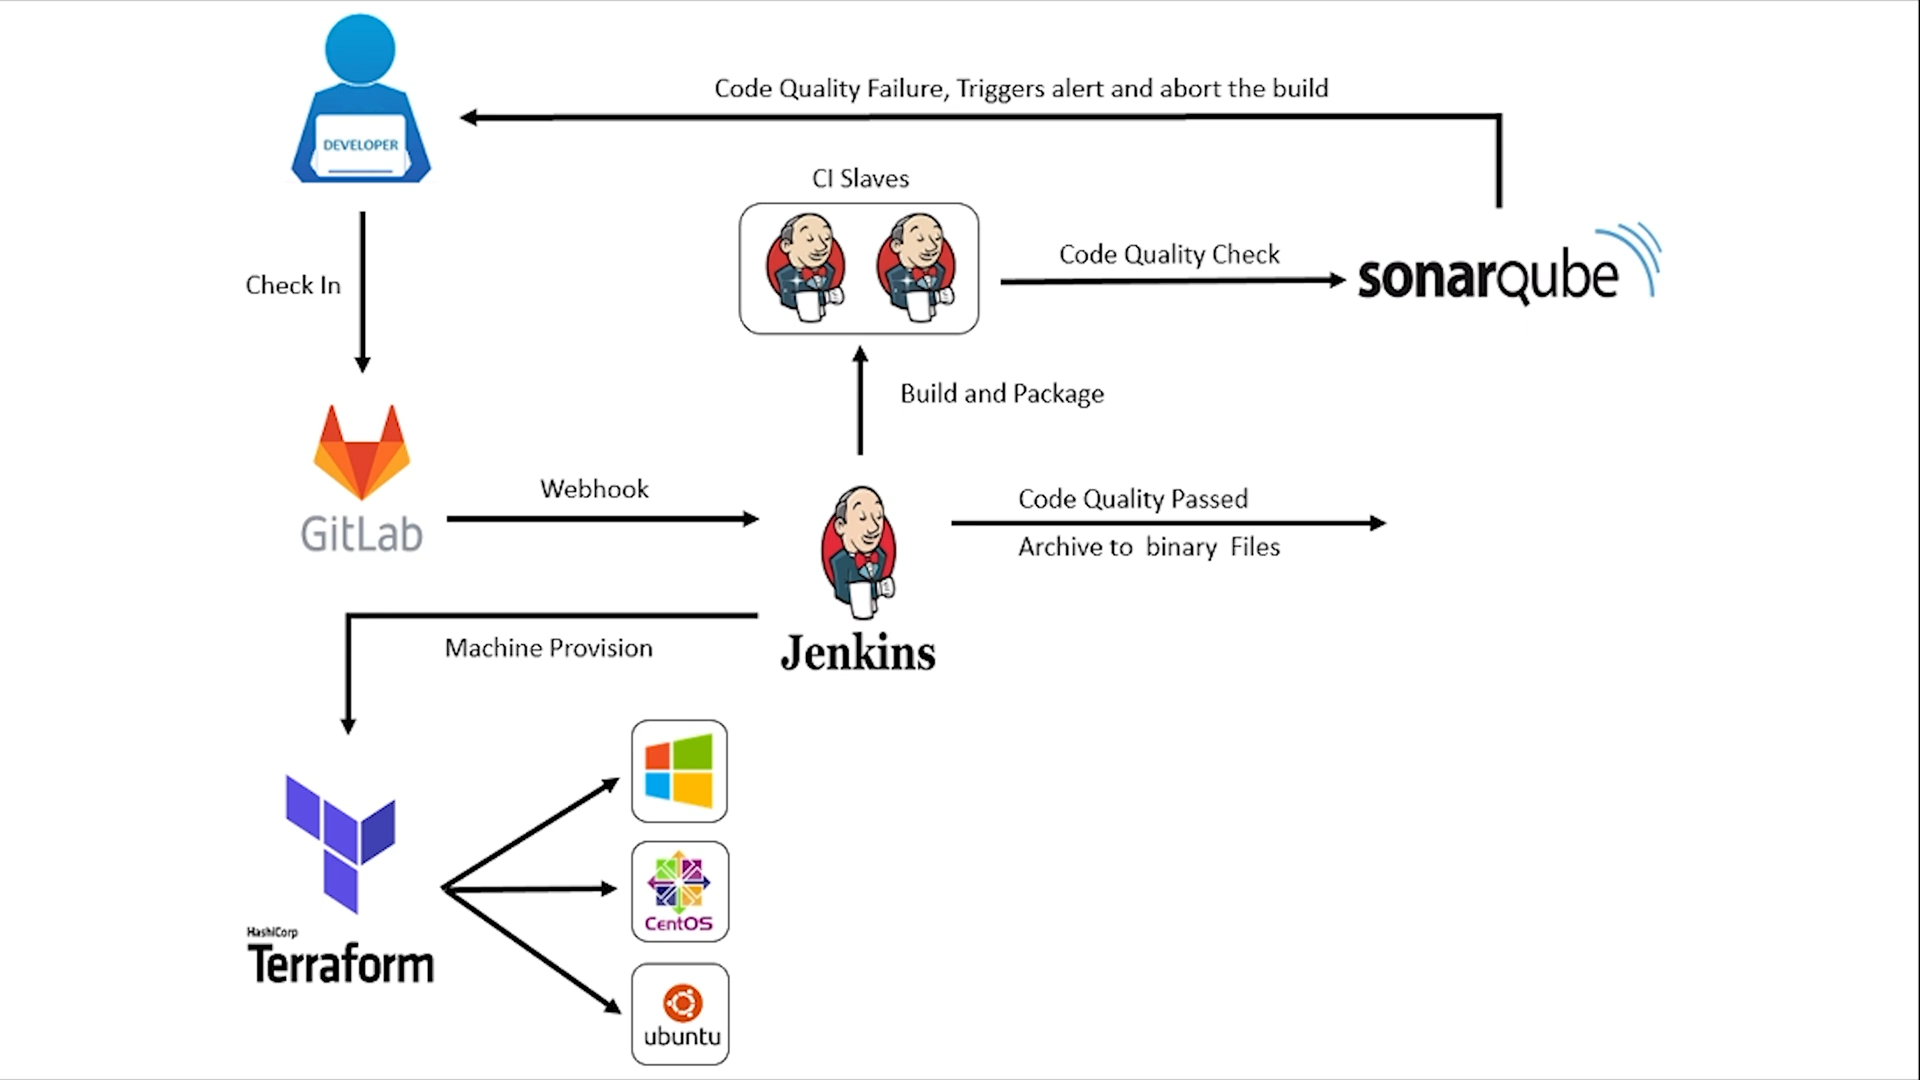 Code Quality Failure, Triggers alert and abort the build
DEVELOPER
CI Slaves
Check In
Code Quality Check
sonarqube
Build and Package
GitLab
Webhook
Code Quality Passed
Archive to binary Files
Jenkins
Machine Provision
HashiCorp
Terraform
CentOS
ubuntu